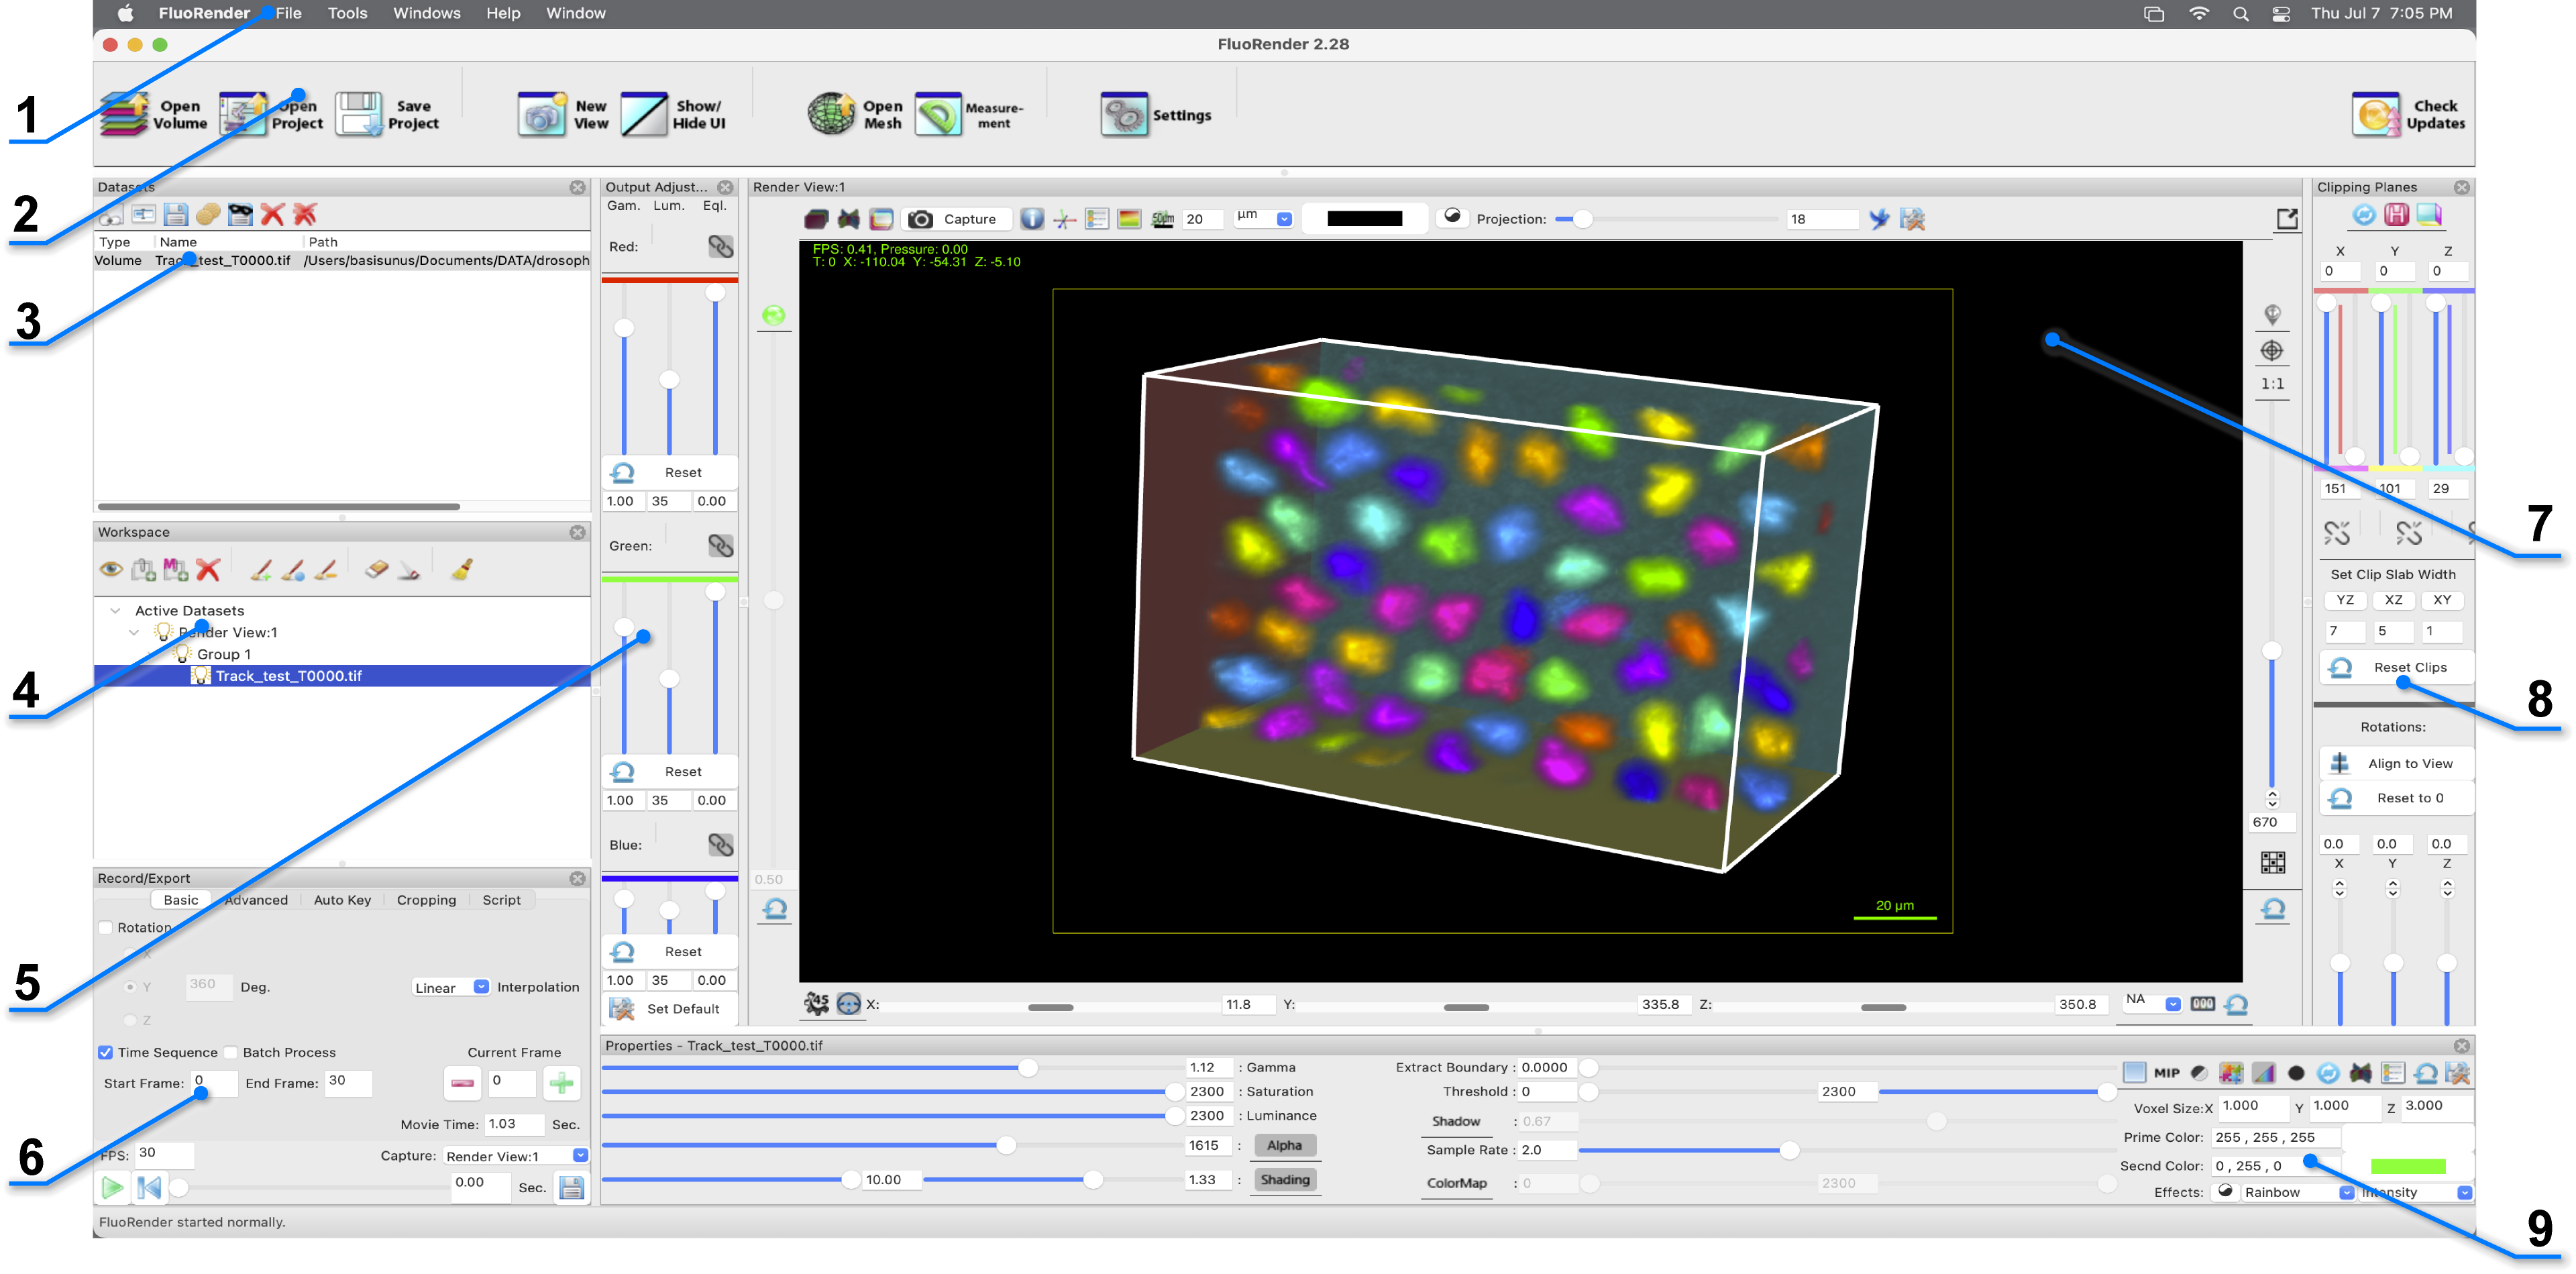 FluoRender File Tools Windows Help Window
Thu Jul 7 7:05 PM
FluoRender 2.28
1
Open Volume
Open Project
Save Project
New View
Show/ Hide UI
Open Mesh
Measure- ment
Settings
Check Updates
2
Datasets
Type Name Path
Volume Track_test_T0000.tif /Users/basisunus/Documents/DATA/drosoph
3
Workspace
Active Datasets
Render View:1
Group 1
Track_test_T0000.tif
4
Record/Export
Basic Advanced Auto Key Cropping Script
Rotation
X
Y 360 Deg. Linear Interpolation
Z
5
Time Sequence Batch Process Current Frame
Start Frame: 0 End Frame: 30 0
Movie Time: 1.03 Sec.
FPS: 30 Capture: Render View:1
0.00 Sec.
6
FluoRender started normally.
Output Adjust...
Gam. Lum. Eql.
Red:
Reset
1.00 35 0.00
Green:
Reset
1.00 35 0.00
Blue:
Reset
1.00 35 0.00
Set Default
Render View:1
Capture 50μm 20 μm Projection: 18
FPS: 0.41, Pressure: 0.00
T: 0 X: -110.04 Y: -54.31 Z: -5.10
1:1
0.50
670
20 μm
45 X: 11.8 Y: 335.8 Z: 350.8 NA 000
7
Clipping Planes
X Y Z
0 0 0
151 101 29
Set Clip Slab Width
YZ XZ XY
7 5 1
Reset Clips
8
Rotations:
Align to View
Reset to 0
0.0 0.0 0.0
X Y Z
Properties - Track_test_T0000.tif
1.12 : Gamma
2300 : Saturation
2300 : Luminance
1615 : Alpha
10.00 1.33 : Shading
Extract Boundary : 0.0000
Threshold : 0 2300
Shadow : 0.67
Sample Rate : 2.0
ColorMap : 0 2300
MIP
Voxel Size:X 1.000 Y 1.000 Z 3.000
Prime Color: 255 , 255 , 255
Secnd Color: 0 , 255 , 0
Effects: Rainbow Intensity
9